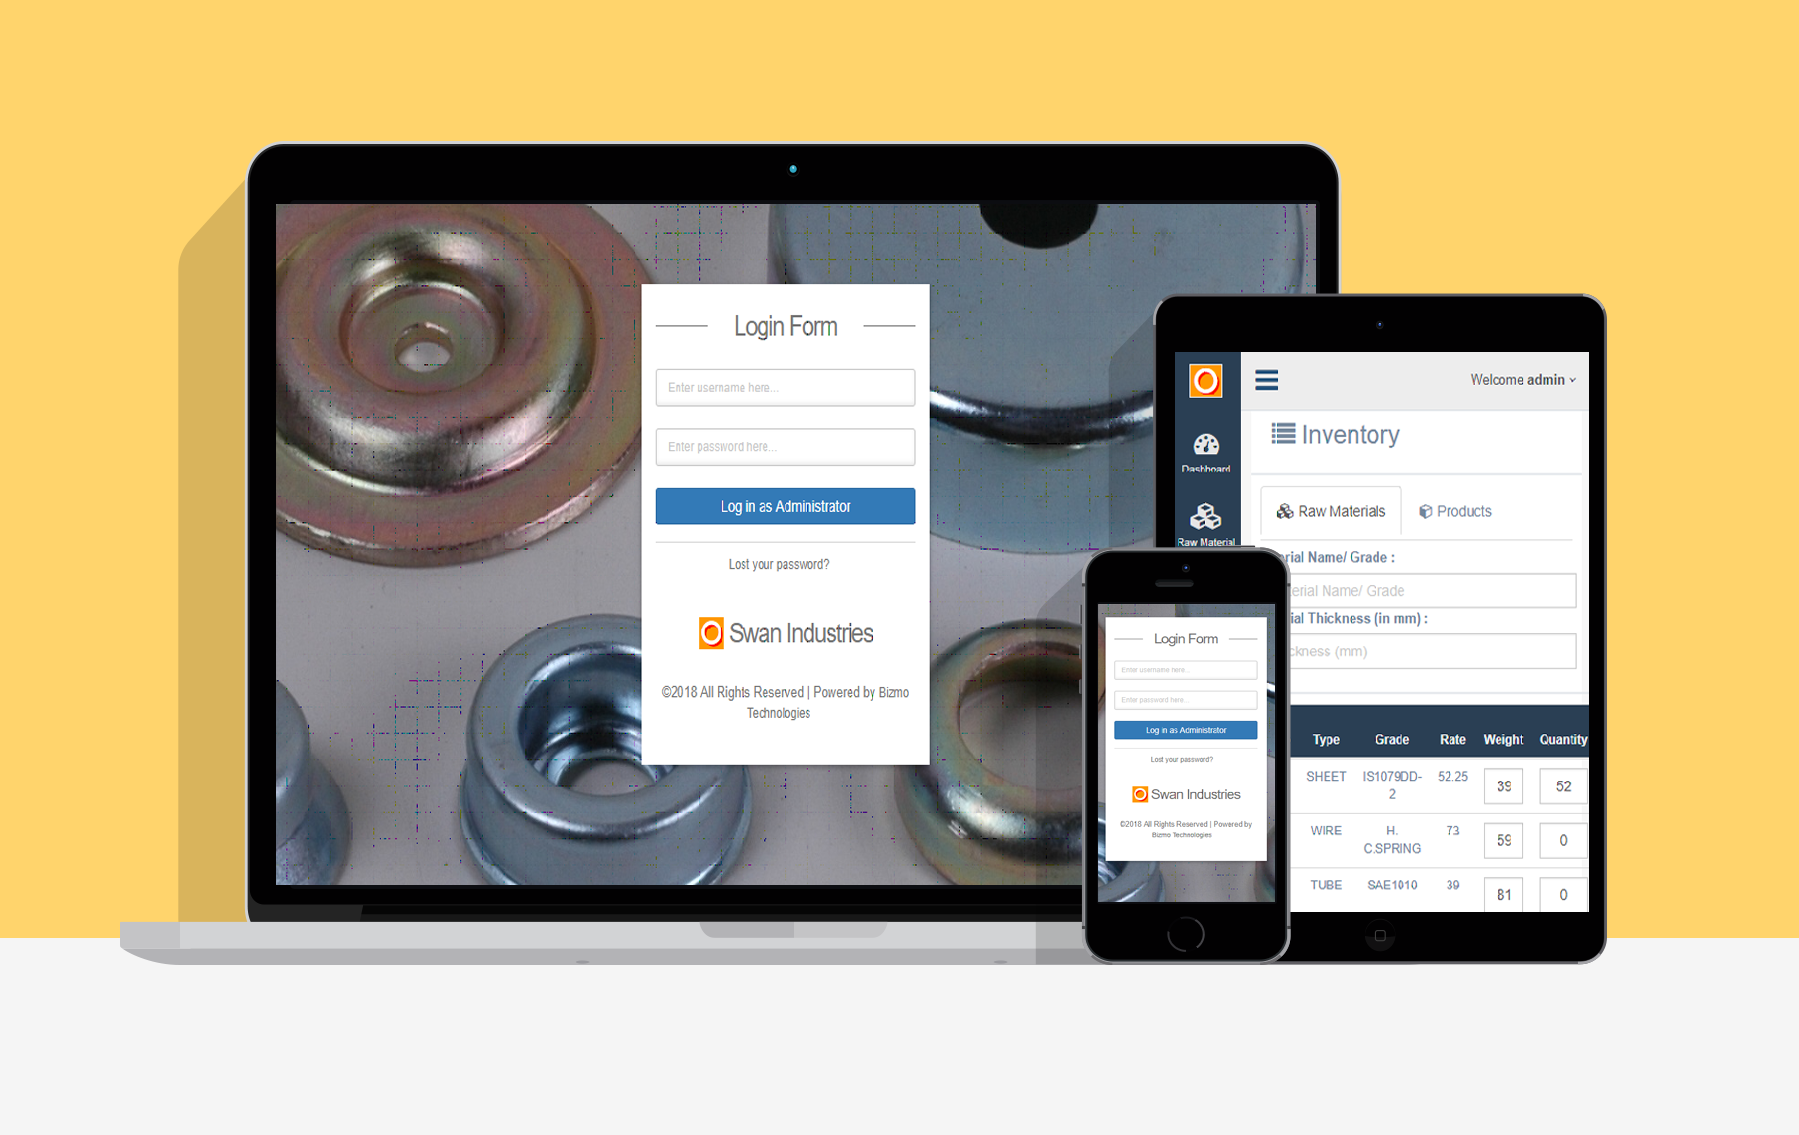 Login Form
Enter username here...
Enter password here...
Log in as Administrator
Lost your password?
Swan Industries
©2018 All Rights Reserved | Powered by Bizmo
Technologies
Welcome admin
Dashboard
Raw Material
Inventory
Raw Materials
Products
rial Name/ Grade :
erial Name/ Grade
ial Thickness (in mm) :
ckness (mm)
Type Grade Rate Weight Quantity
SHEET IS1079DD- 52.25 39 52
2
WIRE H. 73 59 0
C.SPRING
TUBE SAE1010 39 81 0
Login Form
Enter username here...
Enter password here...
Log in as Administrator
Lost your password?
Swan Industries
©2018 All Rights Reserved | Powered by
Bizmo Technologies